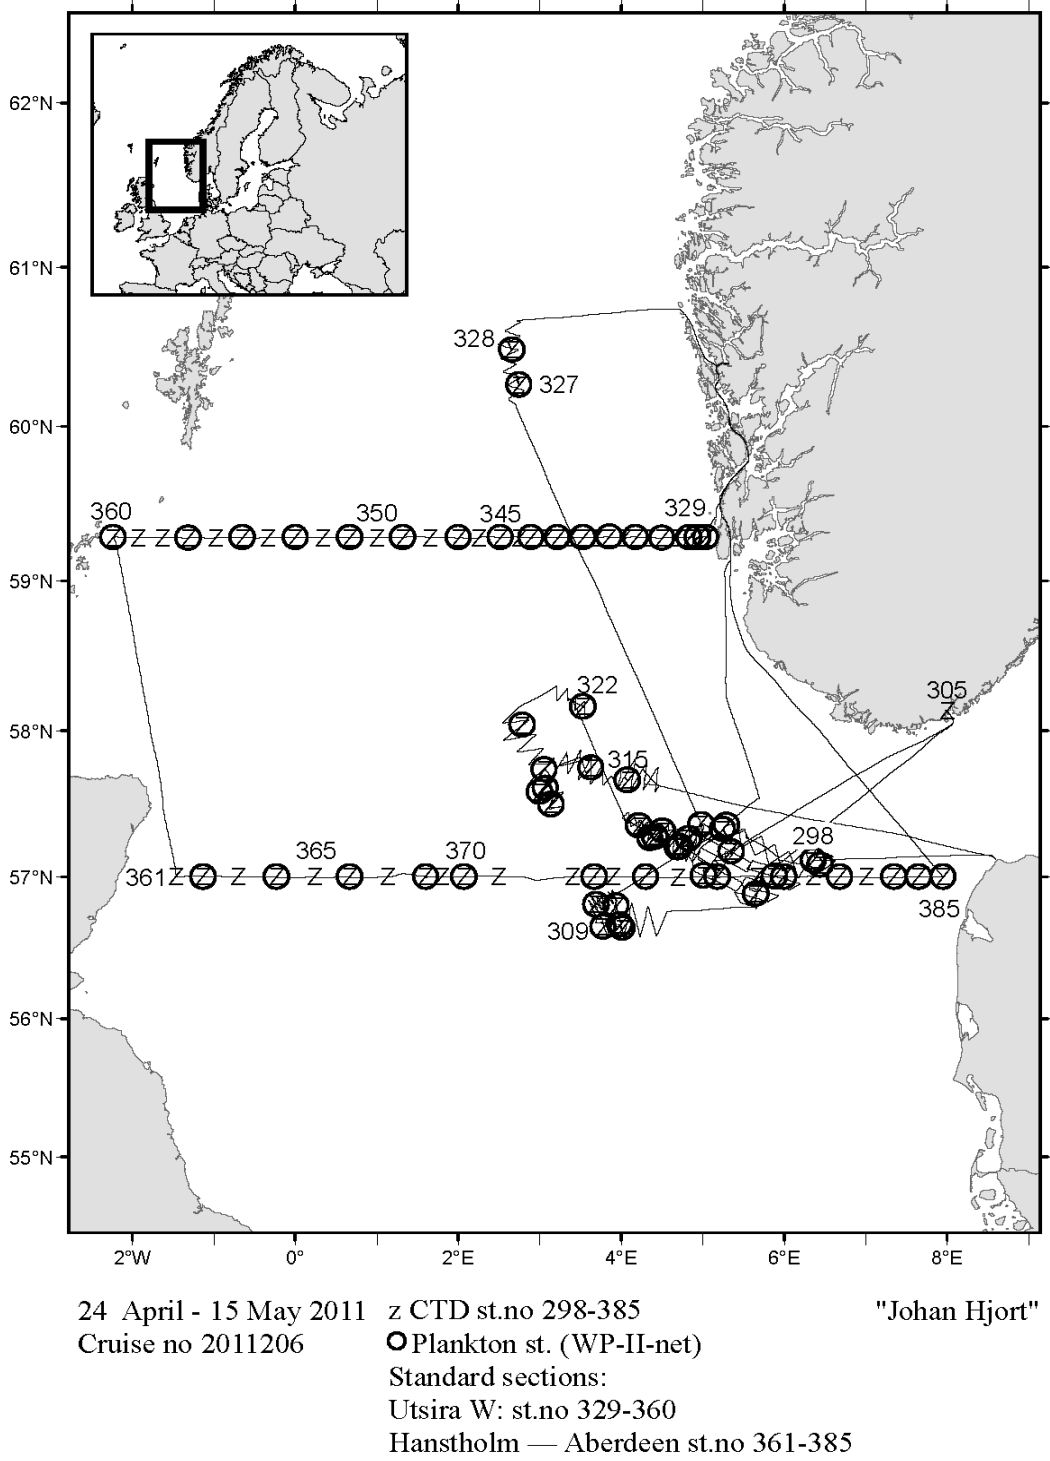 62°N
61°N
328
327
60°N
360
350
345
329
59°N
305
322
58°N
315
298
365
370
57°N
361
385
309
56°N
55°N
2°W
0°
2°E
4°E
6°E
8°E
24 April - 15 May 2011
z CTD st.no 298-385
"Johan Hjort"
Cruise no 2011206
Plankton st. (WP-II-net)
Standard sections:
Utsira W: st.no 329-360
Hanstholm — Aberdeen st.no 361-385